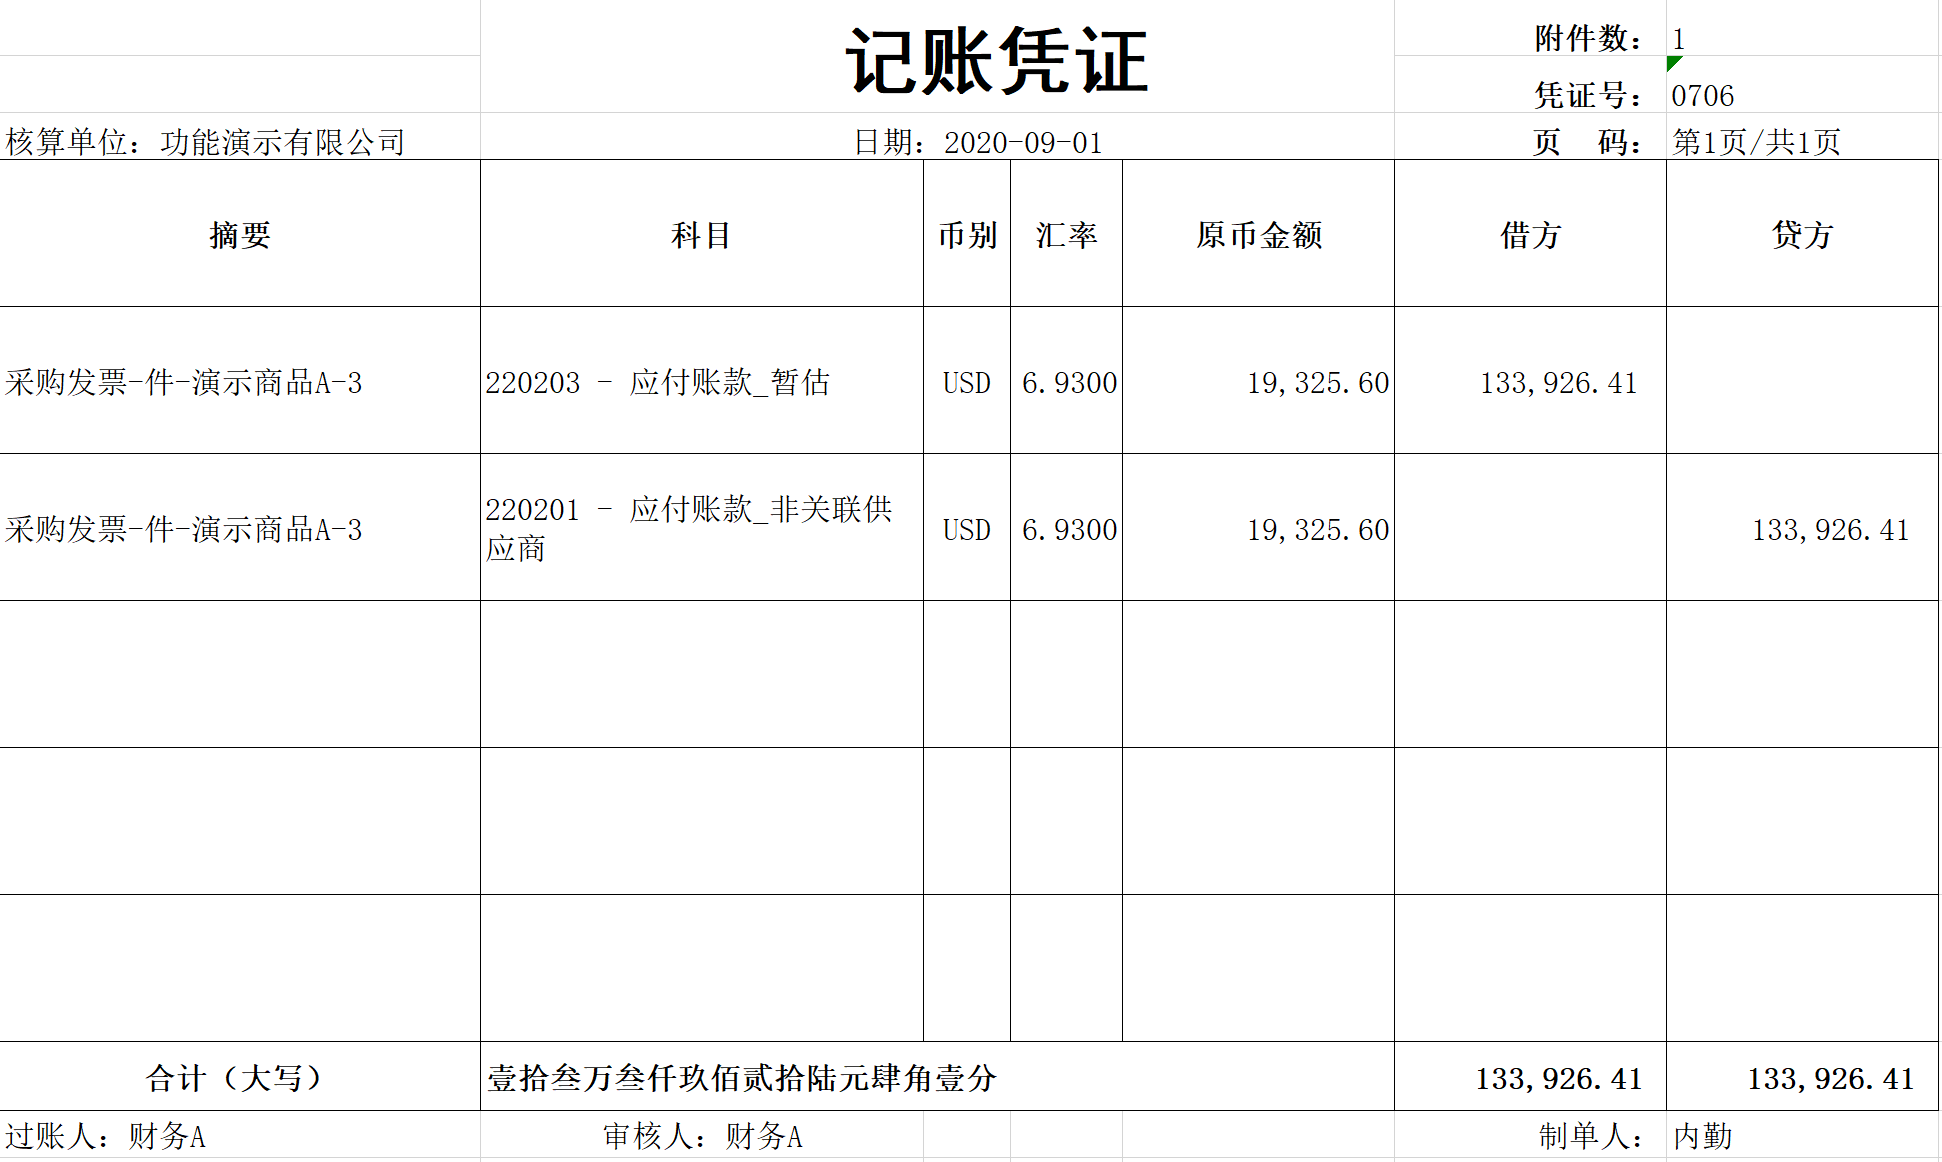 记账凭证
附件数： 1
凭证号： 0706
核算单位：功能演示有限公司 日期：2020-09-01 页 码： 第1页/共1页
摘要 科目 币别 汇率 原币金额 借方 贷方
采购发票-件-演示商品A-3 220203 - 应付账款_暂估 USD 6.9300 19,325.60 133,926.41
采购发票-件-演示商品A-3 220201 - 应付账款_非关联供
应商 USD 6.9300 19,325.60 133,926.41
合计（大写） 壹拾叁万叁仟玖佰贰拾陆元肆角壹分 133,926.41 133,926.41
过账人：财务A 审核人：财务A 制单人： 内勤